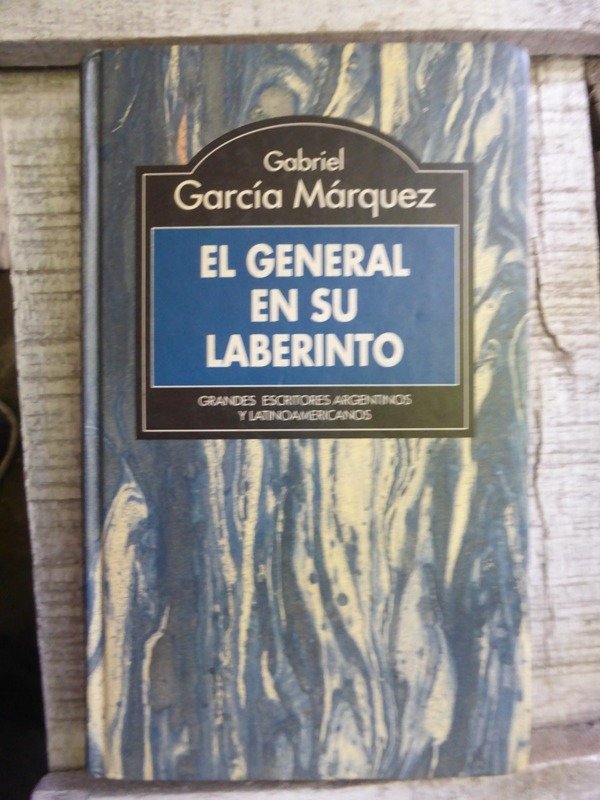 Gabriel
García Márquez
EL GENERAL
EN SU
LABERINTO
GRANDES ESCRITORES ARGENTINOS
Y LATINOAMERICANOS